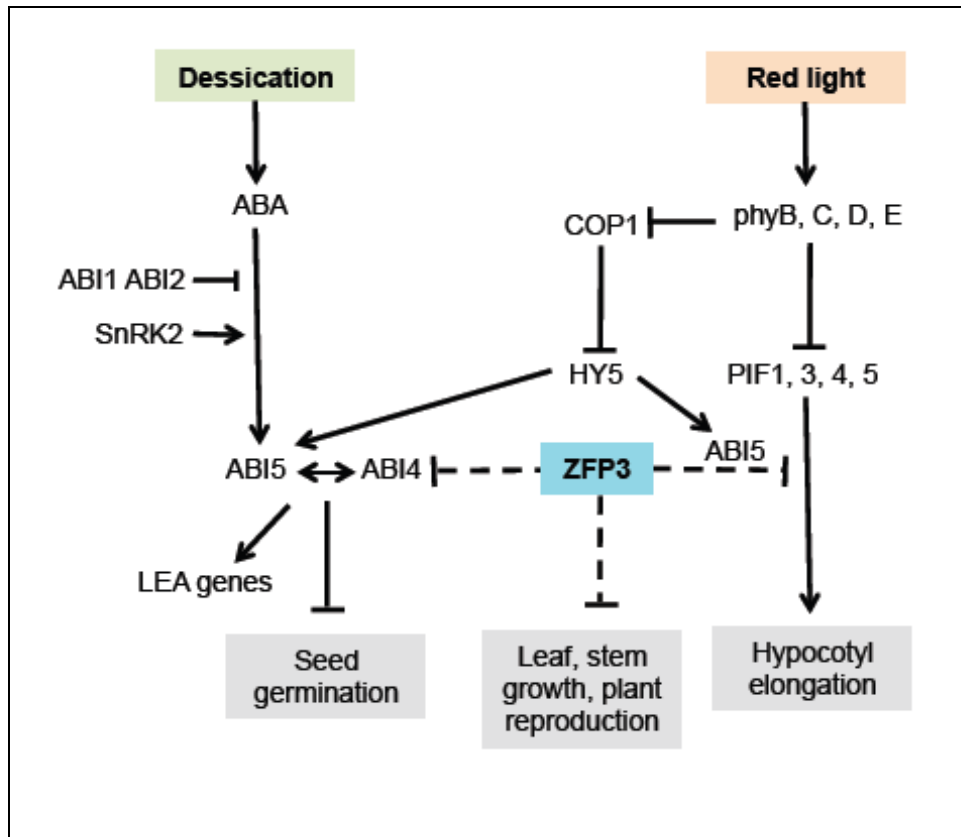 Dessication
Red light
ABA
COP1
phyB, C, D, E
ABI1 ABI2
SnRK2
HY5
PIF1, 3, 4, 5
ABI5
ABI5
ABI4
ZFP3
LEA genes
Seed
germination
Leaf, stem
growth, plant
reproduction
Hypocotyl
elongation